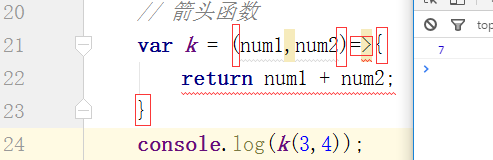 20 // 箭头函数
21 var k = (num1,num2)=>{
22 return num1 + num2;
23 }
24 console.log(k(3,4));
top
7
>